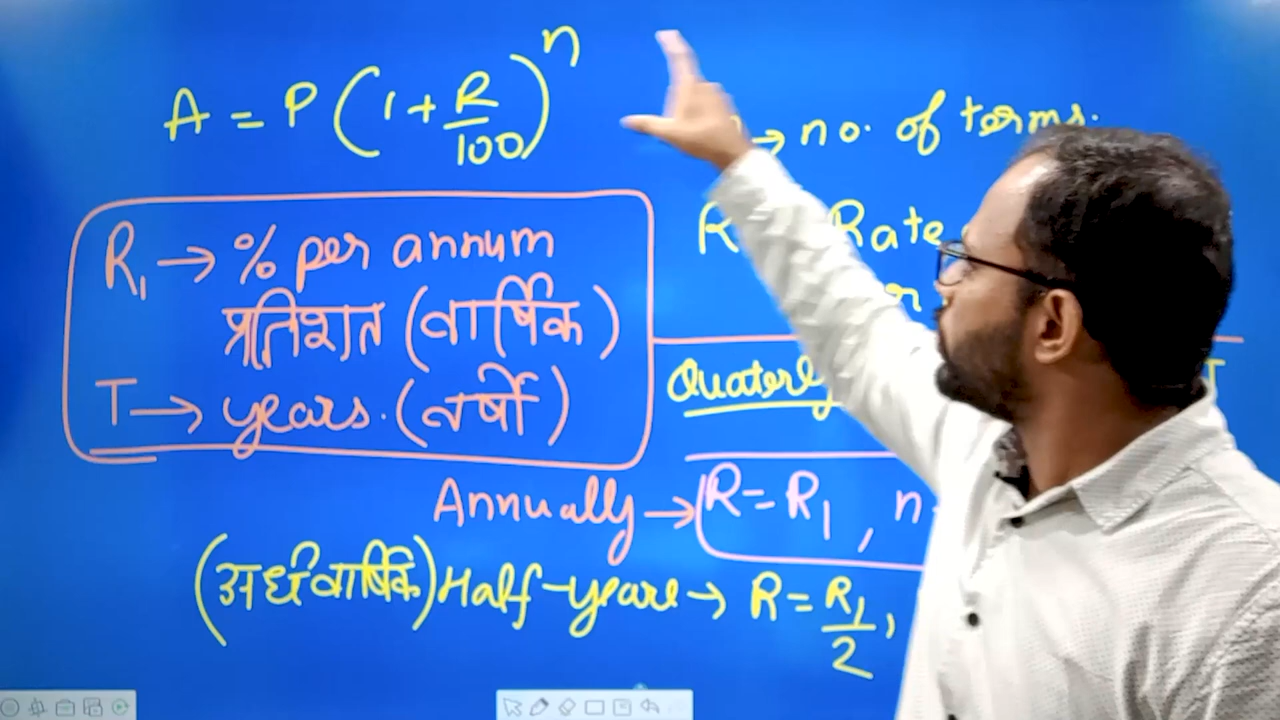 A = P (1 + R/100)^n
→ no. of terms.
R Rate
R₁ → % per annum
प्रतिशत (वार्षिक)
T → years. (वर्षो)
Quaterly
Annually → R = R₁, n
(अर्धवार्षिक) Half-yeare → R = R₁/2,